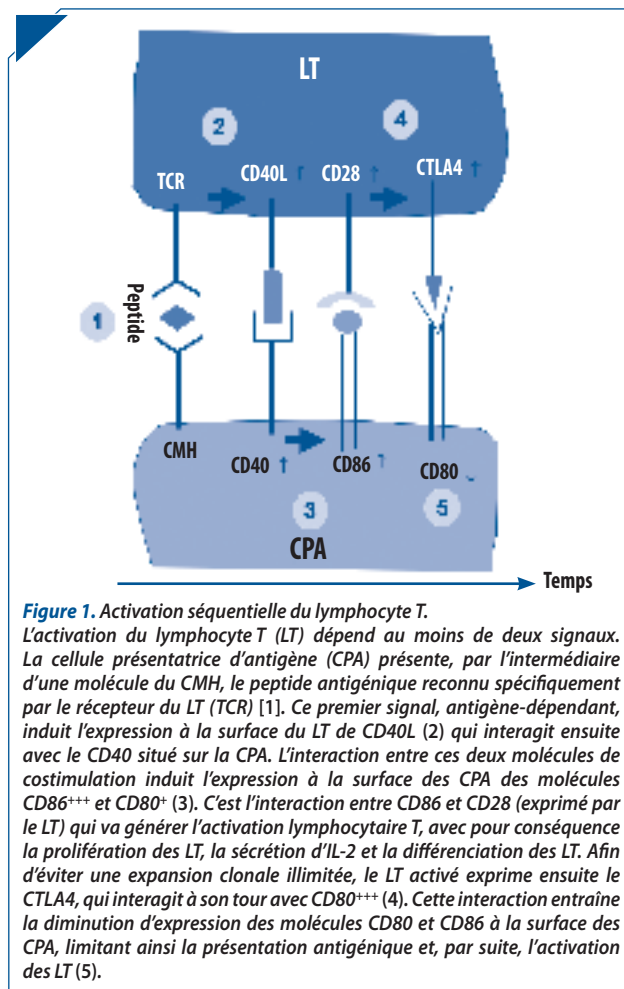 LT
2
4
TCR
CD40L ↑
CD28 ↑
CTLA4 ↑
1
Peptide
CMH
CD40 ↑
CD86 ↑
CD80
3
5
CPA
Temps
Figure 1. Activation séquentielle du lymphocyte T.
L'activation du lymphocyte T (LT) dépend au moins de deux signaux.
La cellule présentatrice d'antigène (CPA) présente, par l'intermédiaire
d'une molécule du CMH, le peptide antigénique reconnu spécifiquement
par le récepteur du LT (TCR) [1]. Ce premier signal, antigène-dépendant,
induit l'expression à la surface du LT de CD40L (2) qui interagit ensuite
avec le CD40 situé sur la CPA. L'interaction entre ces deux molécules de
costimulation induit l'expression à la surface des CPA des molécules
CD86+++ et CD80+ (3). C'est l'interaction entre CD86 et CD28 (exprimé par
le LT) qui va générer l'activation lymphocytaire T, avec pour conséquence
la prolifération des LT, la sécrétion d'IL-2 et la différenciation des LT. Afin
d'éviter une expansion clonale illimitée, le LT activé exprime ensuite le
CTLA4, qui interagit à son tour avec CD80+++ (4). Cette interaction entraîne
la diminution d'expression des molécules CD80 et CD86 à la surface des
CPA, limitant ainsi la présentation antigénique et, par suite, l'activation
des LT (5).